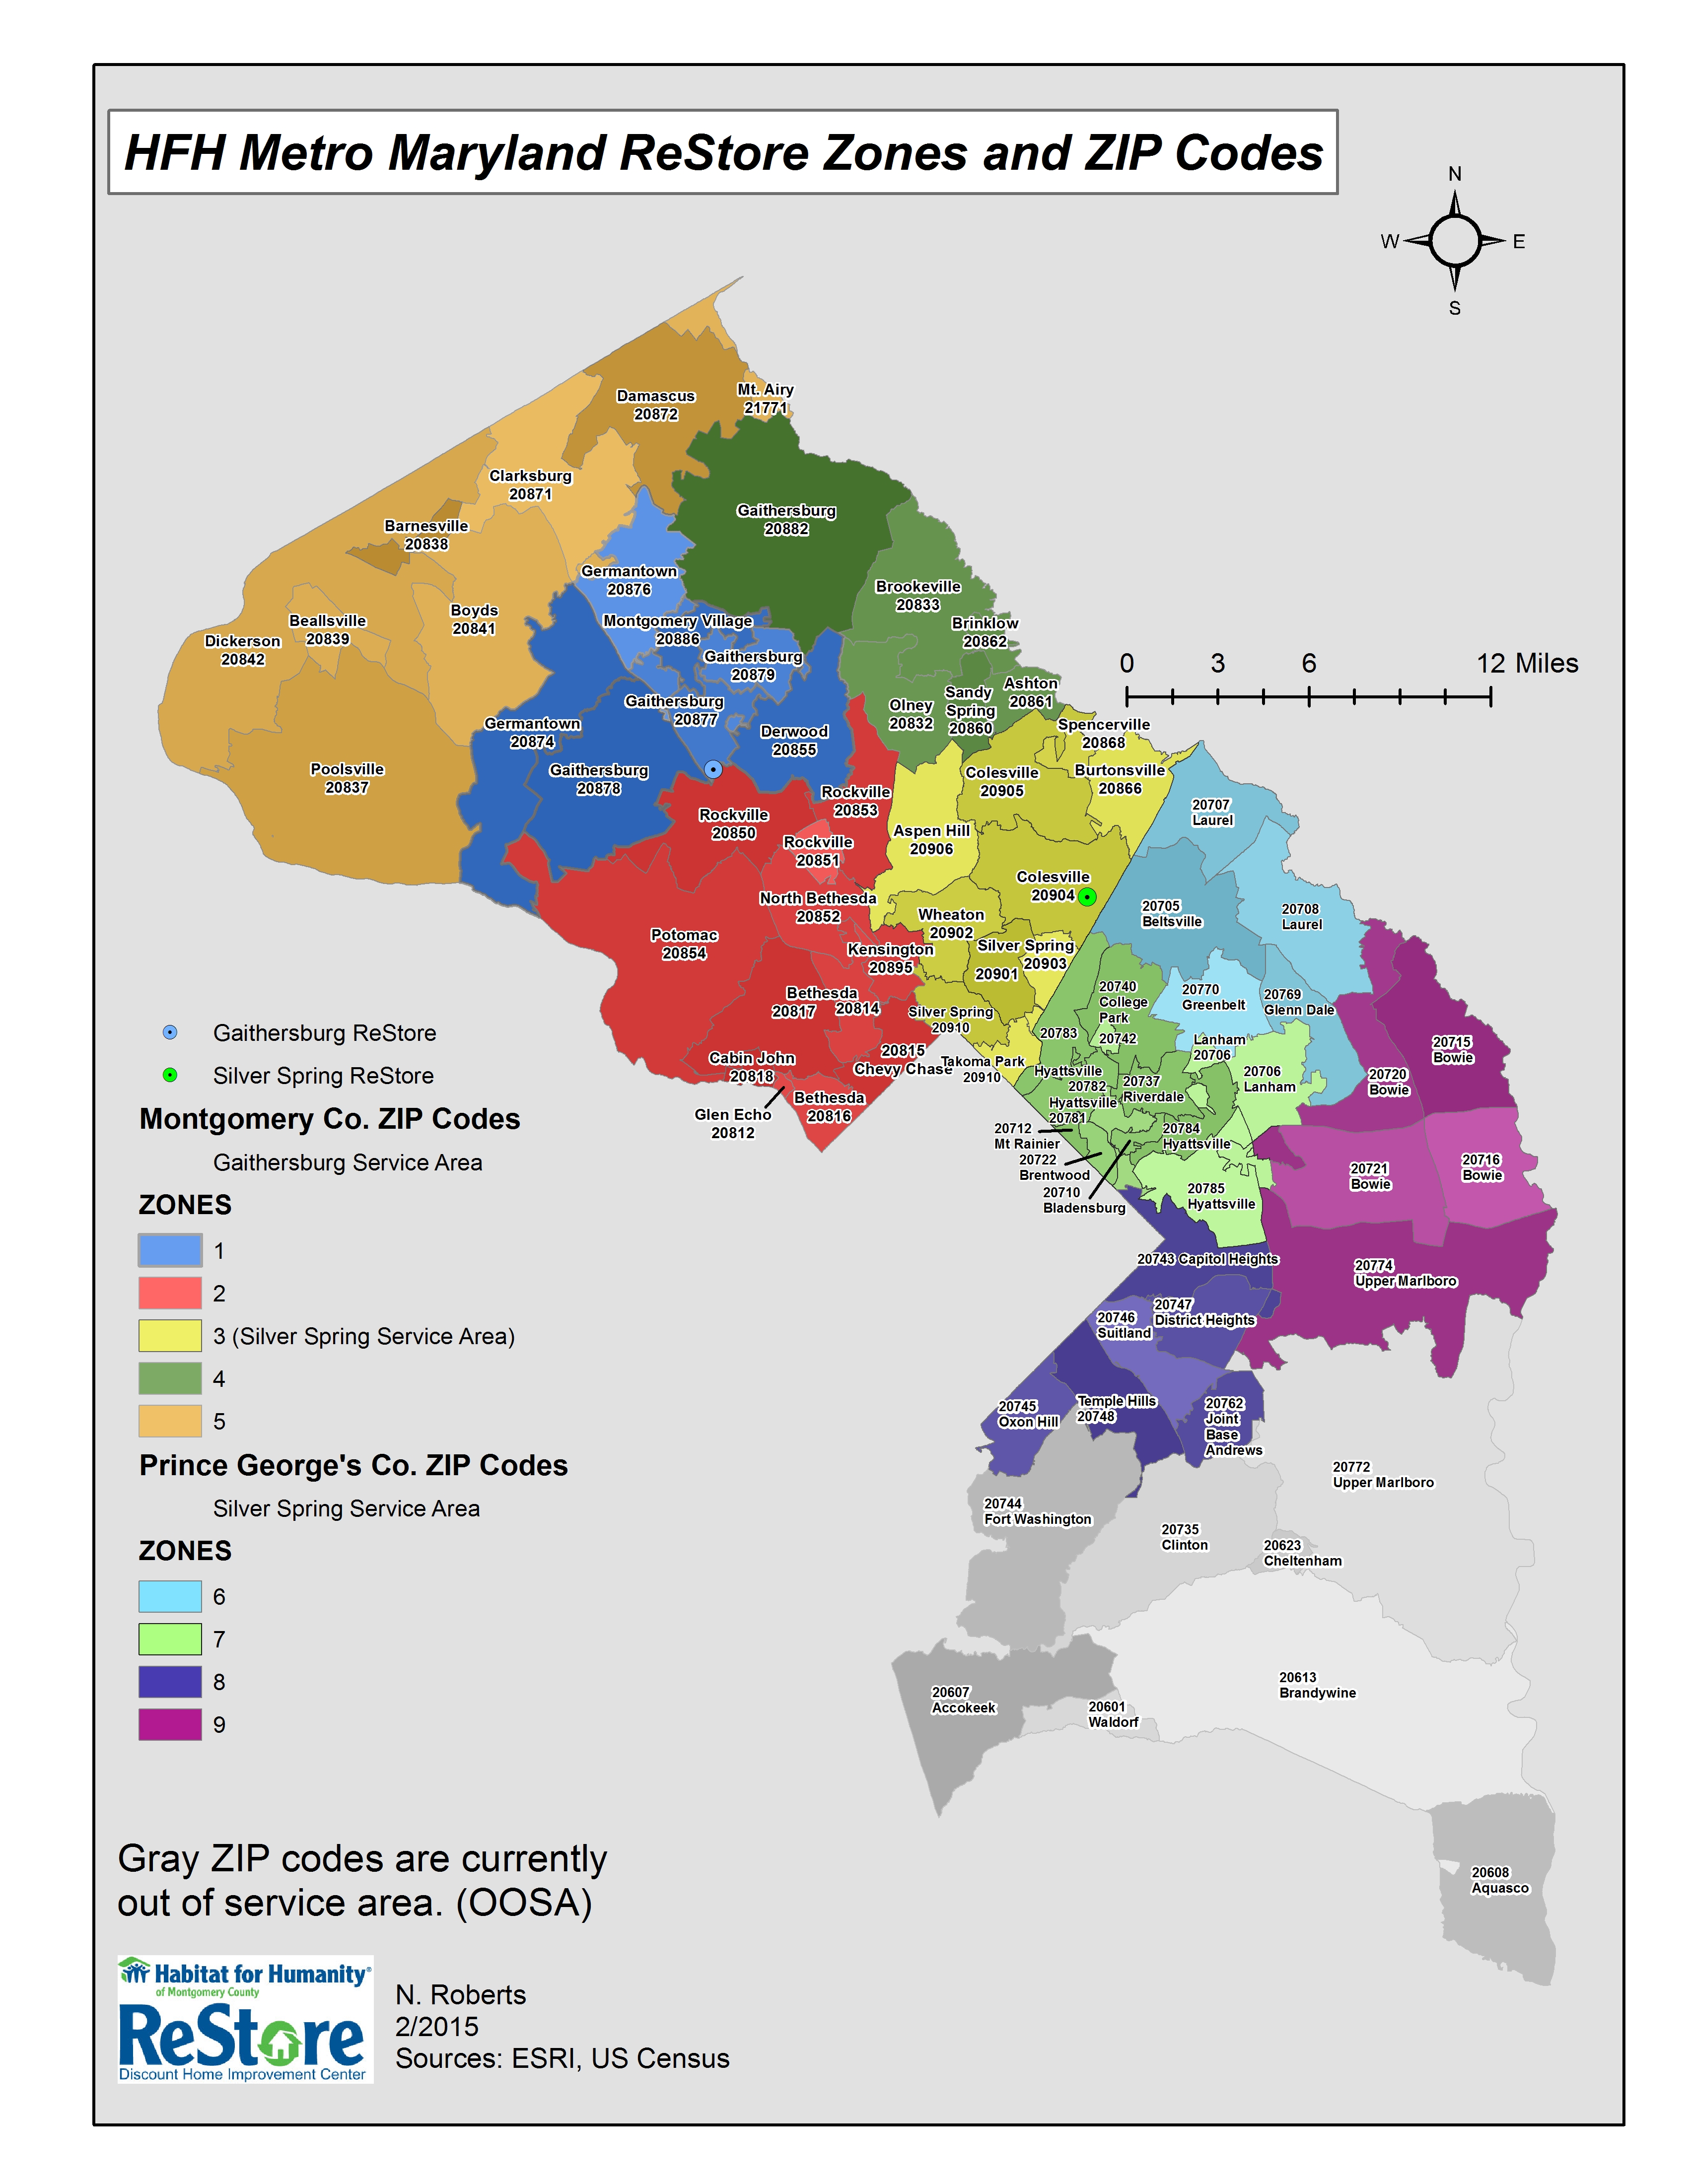 HFH Metro Maryland ReStore Zones and ZIP Codes
N
W
E
S
Damascus
20872
Mt. Airy
21771
Clarksburg
20871
Gaithersburg
20882
Barnesville
20838
Germantown
20876
Brookeville
20833
Boyds
20841
Montgomery Village
20886
Beallsville
20839
Brinklow
20862
Dickerson
20842
Gaithersburg
20879
0 3 6 12 Miles
Ashton
20861
Sandy
Spring
20860
Gaithersburg
20877
Olney
20832
Germantown
20874
Derwood
20855
Spencerville
20868
Poolsville
20837
Gaithersburg
20878
Colesville
20905
Burtonsville
20866
Rockville
20853
20707
Laurel
Rockville
20850
Aspen Hill
20906
Rockville
20851
Colesville
20904
North Bethesda
20852
20705
Beltsville
20708
Laurel
Wheaton
20902
Potomac
20854
Kensington
20895
Silver Spring
20903
20901
Bethesda
20817
20814
20740
College
Park
20742
20770
Greenbelt
20769
Glenn Dale
Silver Spring
20910
20783
20715
Bowie
Lanham
20706
20815
Chevy Chase
Cabin John
20818
Takoma Park
20910
Hyattsville
20782
20737
Riverdale
20706
Lanham
20720
Bowie
Glen Echo
20812
Bethesda
20816
Hyattsville
20781
20712
Mt Rainier
20784
Hyattsville
20722
Brentwood
20721
Bowie
20716
Bowie
20710
Bladensburg
20785
Hyattsville
20743 Capitol Heights
20774
Upper Marlboro
20746
Suitland
20747
District Heights
20745
Oxon Hill
Temple Hills
20748
20762
Joint
Base
Andrews
20772
Upper Marlboro
20744
Fort Washington
20735
Clinton
20623
Cheltenham
20613
Brandywine
20607
Accokeek
20601
Waldorf
20608
Aquasco
Gaithersburg ReStore
Silver Spring ReStore
Montgomery Co. ZIP Codes
Gaithersburg Service Area
ZONES
1
2
3 (Silver Spring Service Area)
4
5
Prince George's Co. ZIP Codes
Silver Spring Service Area
ZONES
6
7
8
9
Gray ZIP codes are currently
out of service area. (OOSA)
Habitat for Humanity®
of Montgomery County
ReStore
Discount Home Improvement Center
N. Roberts
2/2015
Sources: ESRI, US Census